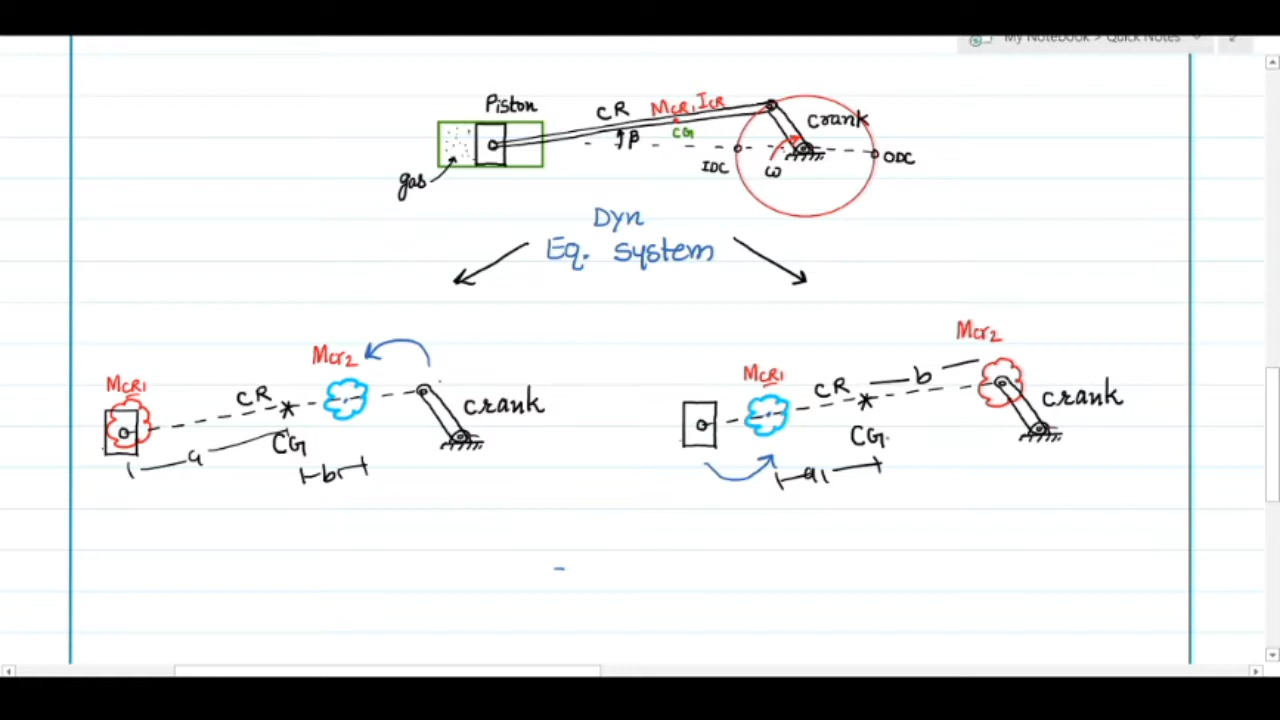 My Notebook > Quick Notes
Piston
CR
MCR, ICR
CG
β
Crank
gas
IDC
ω
ODC
Dyn
Eq. system
MCR1
CR
Mcr2
CG
a
b1
Crank
MCR1
CR
b
Mcr2
CG
a1
Crank